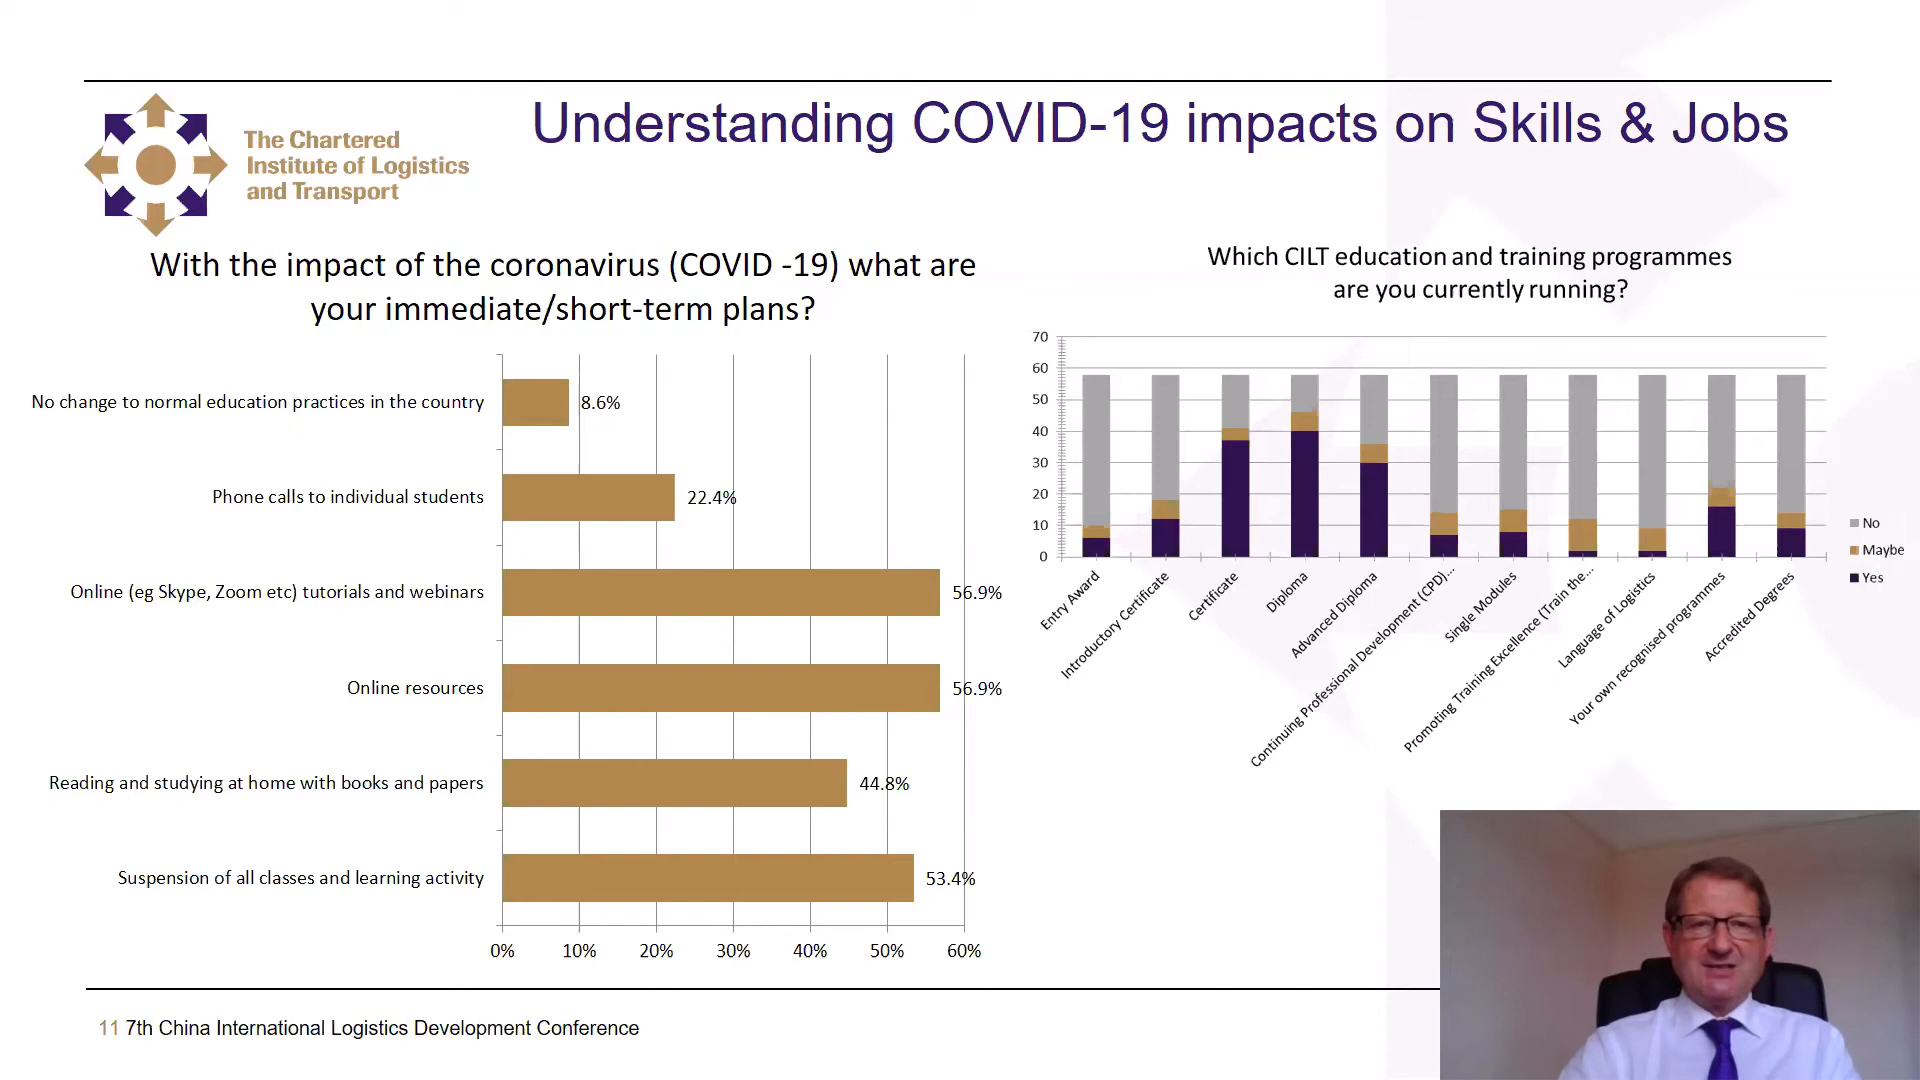 Understanding COVID-19 impacts on Skills & Jobs
The Chartered
Institute of Logistics
and Transport
With the impact of the coronavirus (COVID -19) what are
your immediate/short-term plans?
No change to normal education practices in the country
8.6%
Phone calls to individual students
22.4%
Online (eg Skype, Zoom etc) tutorials and webinars
56.9%
Online resources
56.9%
Reading and studying at home with books and papers
44.8%
Suspension of all classes and learning activity
53.4%
0% 10% 20% 30% 40% 50% 60%
Which CILT education and training programmes
are you currently running?
70
60
50
40
30
20
10
0
Entry Award
Introductory Certificate
Certificate
Diploma
Advanced Diploma
Continuing Professional Development (CPD)...
Single Modules
Promoting Training Excellence (Train the...
Language of Logistics
Your own recognised programmes
Accredited Degrees
No
Maybe
Yes
11 7th China International Logistics Development Conference